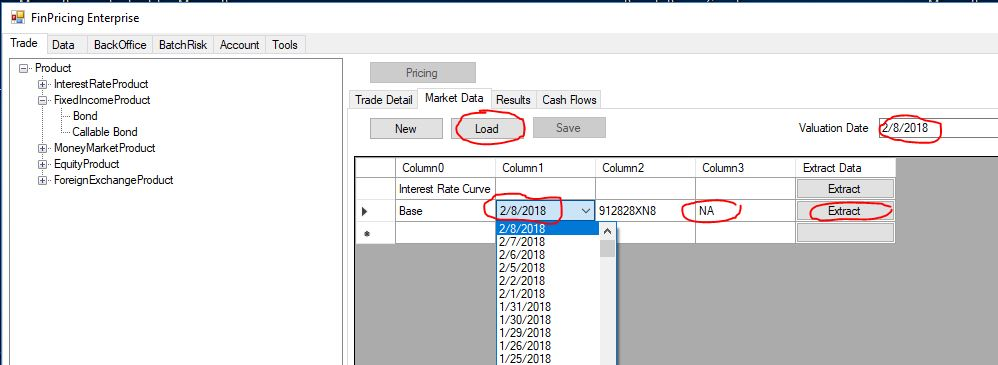 FinPricing Enterprise
Trade Data BackOffice BatchRisk Account Tools
Product
InterestRateProduct
FixedIncomeProduct
Bond
Callable Bond
MoneyMarketProduct
EquityProduct
ForeignExchangeProduct
Pricing
Trade Detail Market Data Results Cash Flows
New Load Save Valuation Date 2/8/2018
Column0 Column1 Column2 Column3 Extract Data
Interest Rate Curve Extract
Base 2/8/2018 912828XN8 NA Extract
2/8/2018
2/7/2018
2/6/2018
2/5/2018
2/2/2018
2/1/2018
1/31/2018
1/30/2018
1/29/2018
1/26/2018
1/25/2018